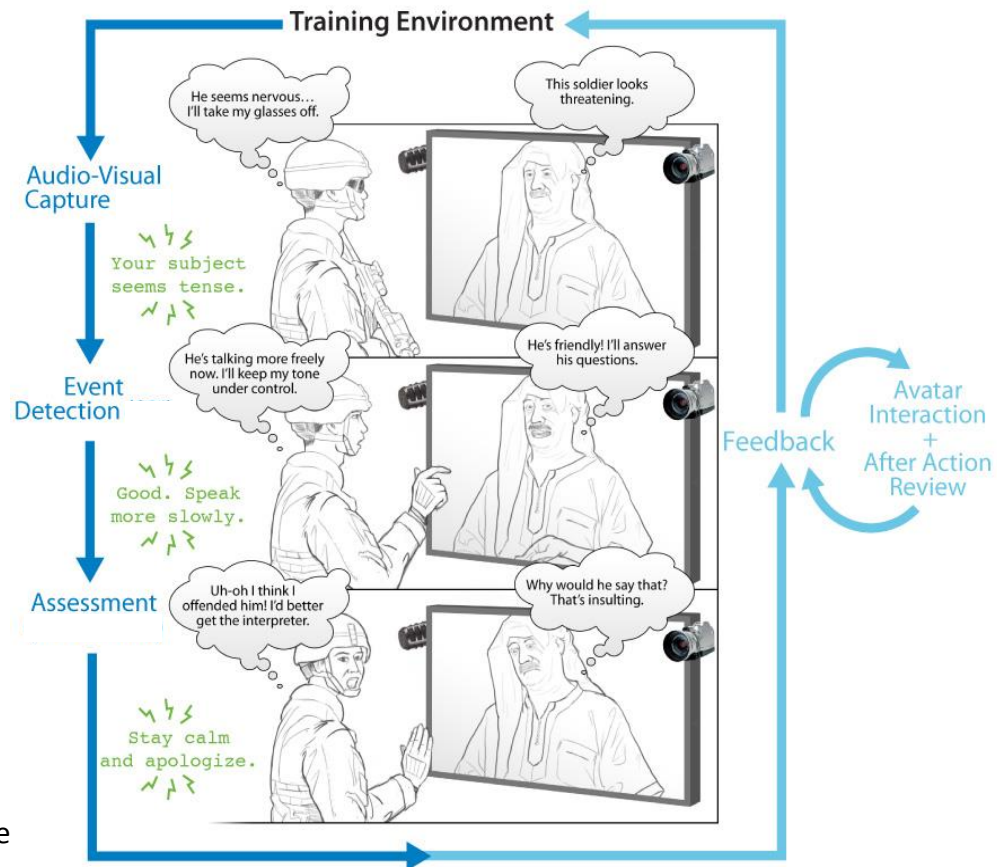 Training Environment
He seems nervous…
I'll take my glasses off.
This soldier looks
threatening.
Audio-Visual
Capture
Your subject
seems tense.
He's talking more freely
now. I'll keep my tone
under control.
He's friendly! I'll answer
his questions.
Event
Detection
Good. Speak
more slowly.
Feedback
Avatar
Interaction
+
After Action
Review
Assessment
Uh-oh I think I
offended him! I'd better
get the interpreter.
Why would he say that?
That's insulting.
Stay calm
and apologize.
e